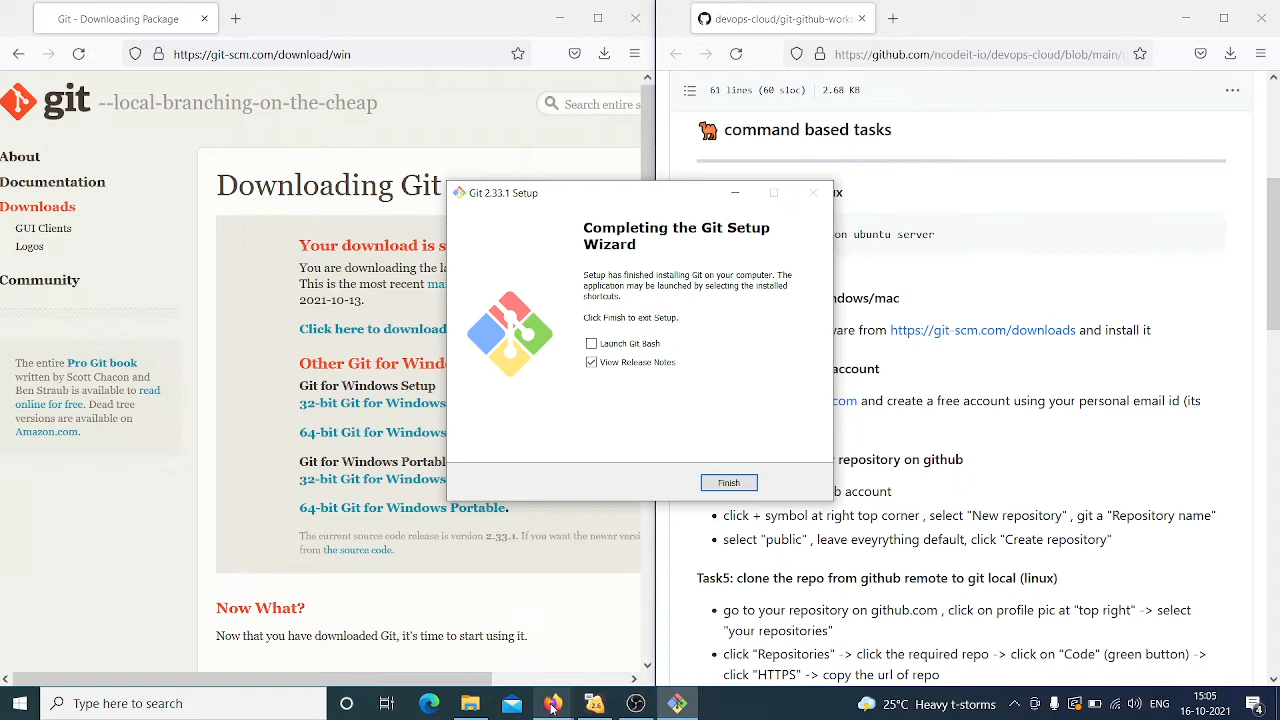 Git - Downloading Package
https://git-scm.com/download/win
git --local-branching-on-the-cheap
Search entire s
About
Documentation
Downloads
GUI Clients
Logos
Community
The entire Pro Git book
written by Scott Chacon and
Ben Straub is available to read
online for free. Dead tree
versions are available on
Amazon.com.
Downloading Git
Your download is s
You are downloading the la
This is the most recent ma
2021-10-13.
Click here to download
Other Git for Wind
Git for Windows Setup
32-bit Git for Windows
64-bit Git for Windows
Git for Windows Portabl
32-bit Git for Windows
64-bit Git for Windows Portable.
The current source code release is version 2.33.1. If you want the newer versi
from the source code.
Now What?
Now that you have downloaded Git, it's time to start using it.
Git 2.33.1 Setup
Completing the Git Setup
Wizard
Setup has finished installing Git on your computer. The
application may be launched by selecting the installed
shortcuts.
Click Finish to exit Setup.
Launch Git Bash
View Release Notes
Finish
devops-cloud/git-github-works
https://github.com/ncodeit-io/devops-cloud/blob/main/g
61 lines (60 sloc) 2.68 KB
command based tasks
ux
on ubuntu server
ndows/mac
ware from https://git-scm.com/downloads and install it
account
com and create a free account using your personal email id (its
repository on github
b account
click + symbol at right top corner , select "New repository" , git a "Repository name"
select "public" , leave eveyrything default, click "Create repository"
Task5: clone the repo from github remote to git local (linux)
go to your repository on github.com , click on profile pic at "top right" -> select
"your repositories"
click "Repositories" -> click the required repo -> click on "Code" (green button) ->
click "HTTPS" -> copy the url of repo
Type here to search
2.6
25°C Heavy t-storms
ENG
15:05
16-10-2021
4